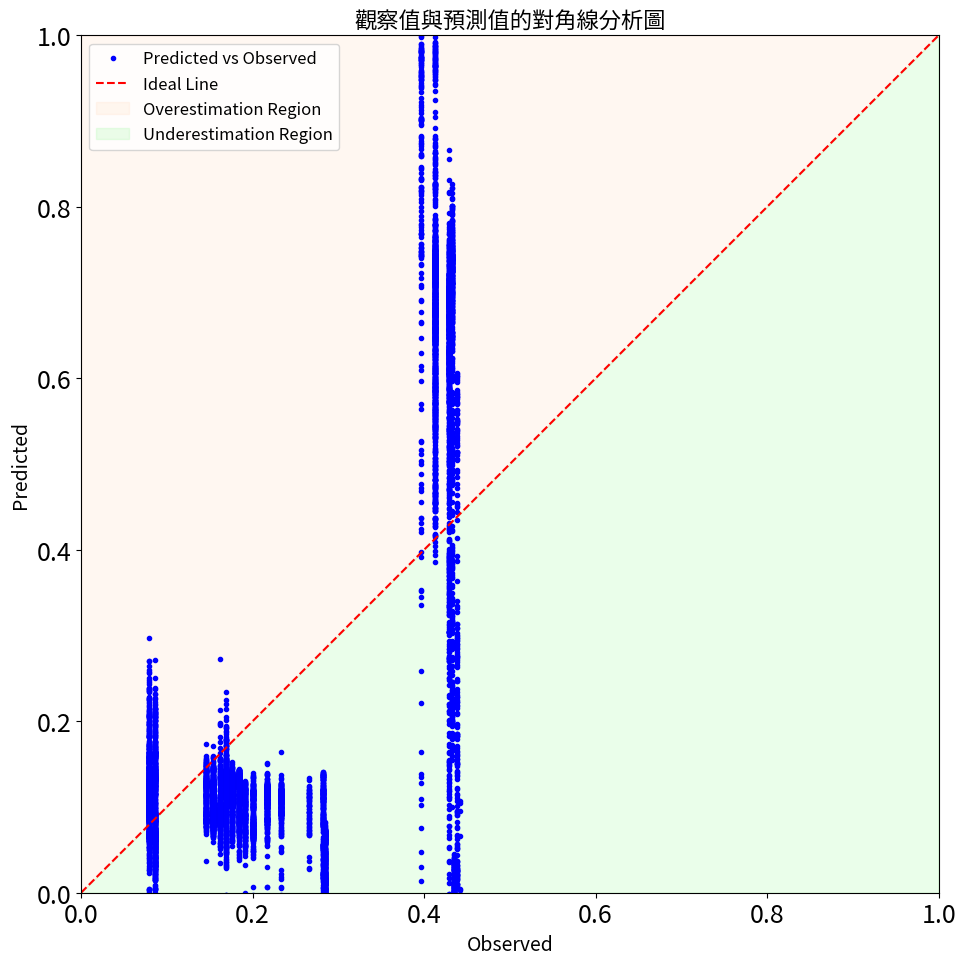 觀察值與預測值的對角線分析圖
Predicted vs Observed
Ideal Line
Overestimation Region
Underestimation Region
1.0
0.8
0.6
0.4
0.2
0.0
Predicted
0.0 0.2 0.4 0.6 0.8 1.0
Observed